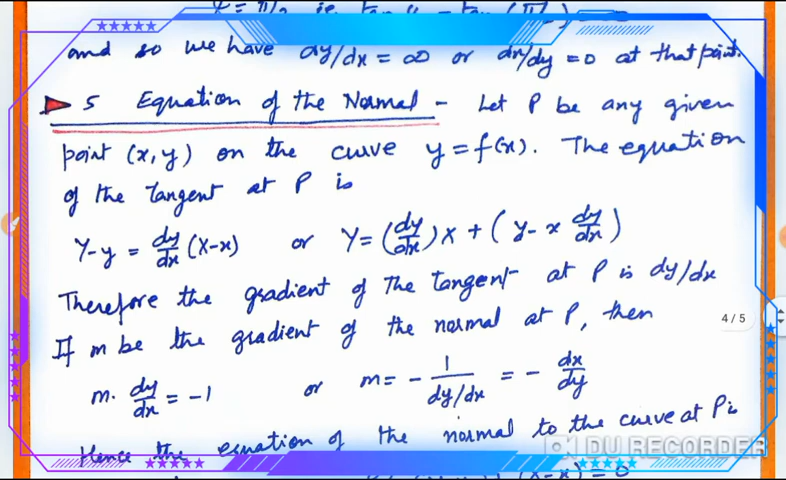 and so we have dy/dx = ∞ or dx/dy = 0 at that point.
5 Equation of the Normal - Let P be any given
point (x,y) on the curve y = f(x). The equation
of the Tangent at P is
Y-y = dy/dx (X-x) or Y = (dy/dx) X + (y - x dy/dx)
Therefore the gradient of The Tangent at P is dy/dx
If m be the gradient of the normal at P, then
4 / 5
m. dy/dx = -1 or m = - 1/(dy/dx) = - dx/dy
Hence the equation of the normal to the curve at P is
DU RECORDER